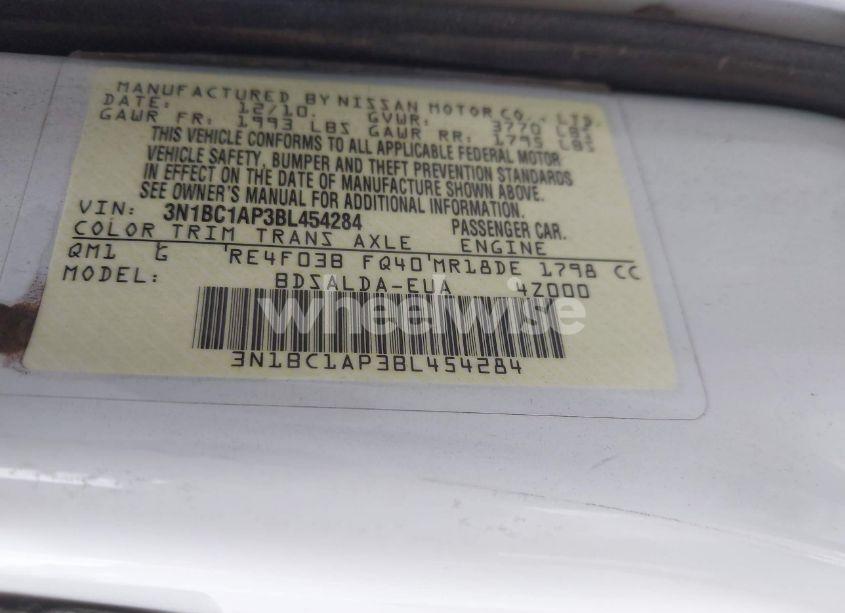 MANUFACTURED BY NISSAN MOTOR CO., LTD.
DATE: 12/10. GVWR: 3770 LBS
GAWR FR: 1993 LBS GAWR RR: 1795 LBS
THIS VEHICLE CONFORMS TO ALL APPLICABLE FEDERAL MOTOR
VEHICLE SAFETY, BUMPER AND THEFT PREVENTION STANDARDS
IN EFFECT ON THE DATE OF MANUFACTURE SHOWN ABOVE.
SEE OWNER'S MANUAL FOR ADDITIONAL INFORMATION.
VIN: 3N1BC1AP3BL454284 PASSENGER CAR.
COLOR TRIM TRANS AXLE ENGINE
QM1 G RE4F03B FQ40 MR18DE 1798 CC
MODEL: BDSALDA-EUA 4Z000
wheelwise
3N1BC1AP3BL454284